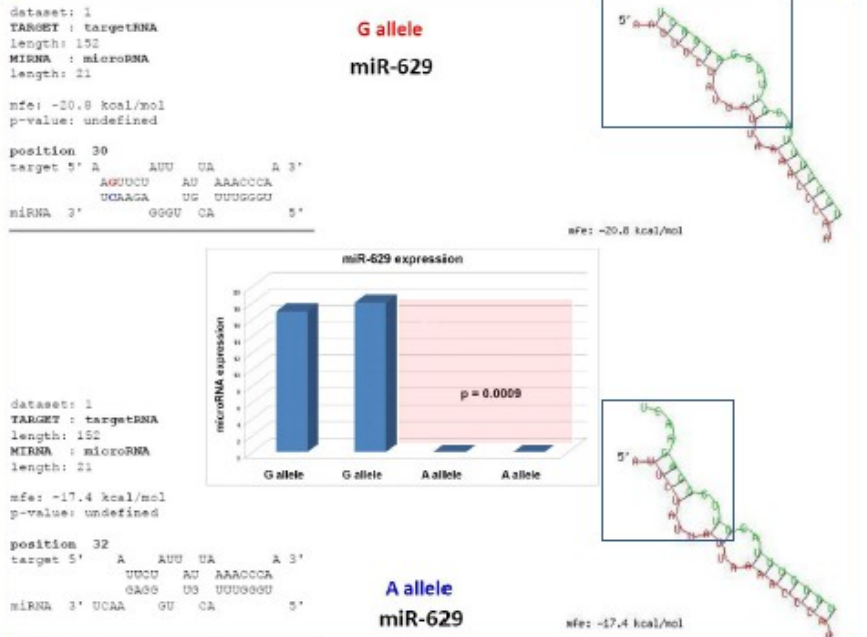 dataset: 1
TARGET : targetRNA
length: 152
MIRNA : microRNA
length: 21
mfe: -20.8 kcal/mol
p-value: undefined
position 30
target 5' A AUU UA A 3'
AGUUCU AU AAACCCA
UCAAGA UG UUUGGGU
miRNA 3' GGGU CA 5'
G allele
miR-629
5'
mfe: -20.8 kcal/mol
miR-629 expression
microRNA expression
p = 0.0009
G allele G allele A allele A allele
dataset: 1
TARGET : targetRNA
length: 152
MIRNA : microRNA
length: 21
mfe: -17.4 kcal/mol
p-value: undefined
position 32
target 5' A AUU UA A 3'
UUCU AU AAACCCA
GAGG UG UUUGGGU
miRNA 3' UCAA GU CA 5'
A allele
miR-629
5'
mfe: -17.4 kcal/mol